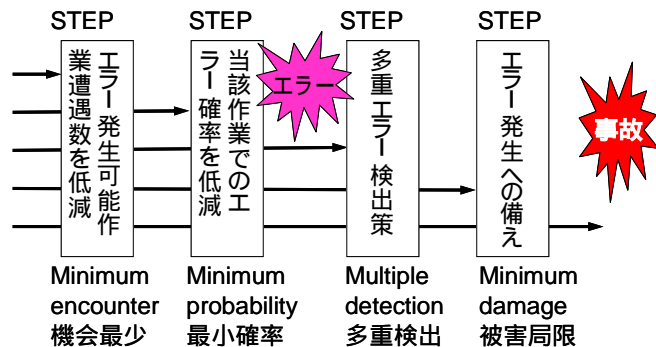 STEP
STEP
STEP
STEP
エラー発生可能作
業遭遇数を低減
当該作業でのエ
ラー確率を低減
エラー
多重エラー検出策
エラー発生への備え
事故
Minimum
encounter
機会最少
Minimum
probability
最小確率
Multiple
detection
多重検出
Minimum
damage
被害局限